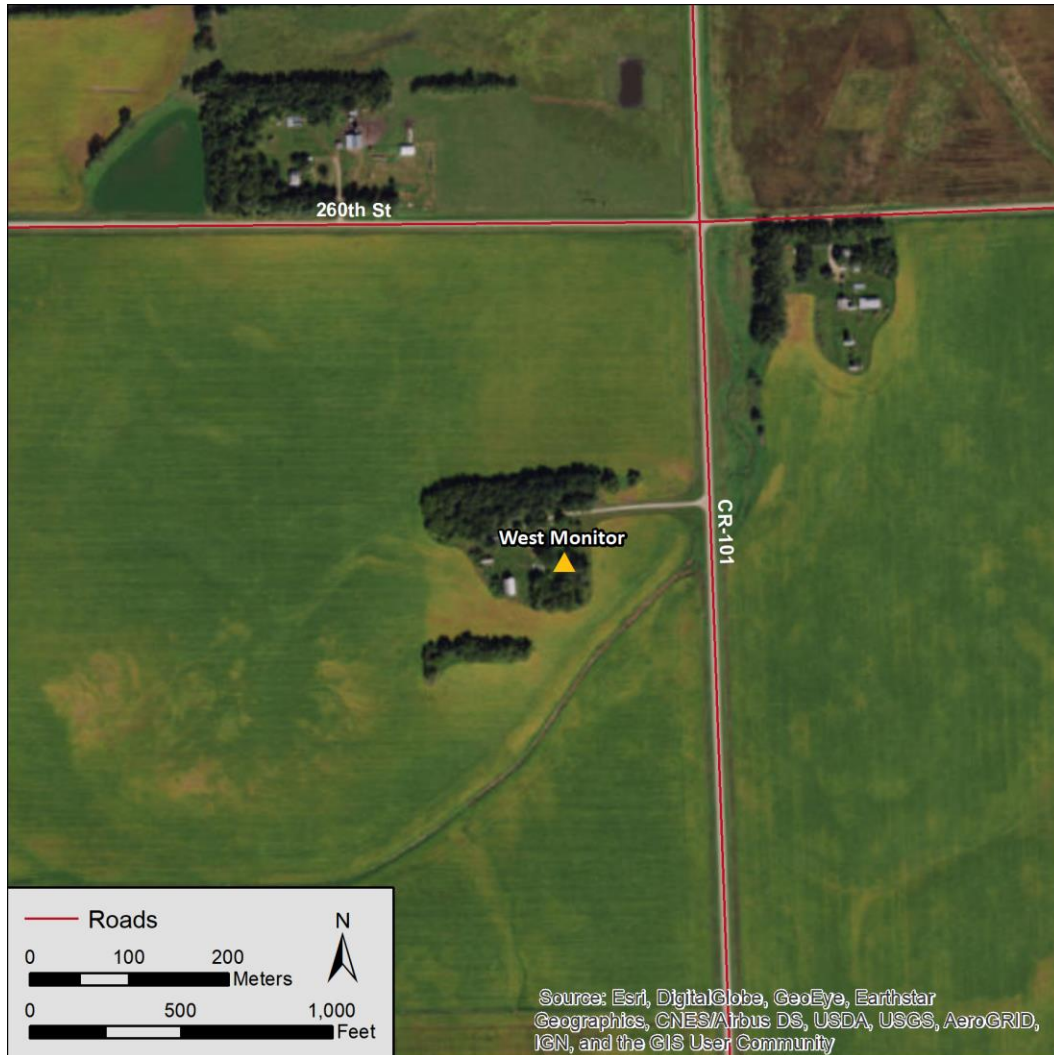 260th St
CR-101
West Monitor
Roads
N
0 100 200
Meters
0 500 1,000
Feet
Source: Esri, DigitalGlobe, GeoEye, Earthstar
Geographics, CNES/Airbus DS, USDA, USGS, AeroGRID,
IGN, and the GIS User Community